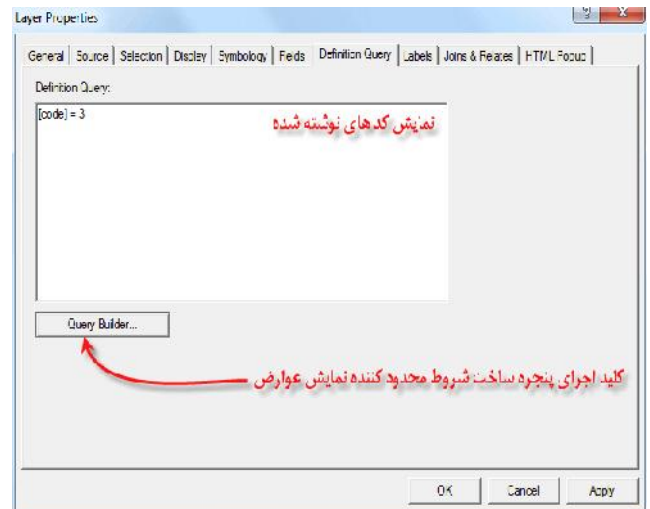 Layer Properties
General Source Selection Display Symbology Fields Definition Query Labels Joins & Relates HTML Popup
Definition Query:
[code] = 3
نمایش کدهای نوشته شده
Query Builder...
کلید اجرای پنجره ساخت شروط محدود کننده نمایش عوارض
OK Cancel Apply